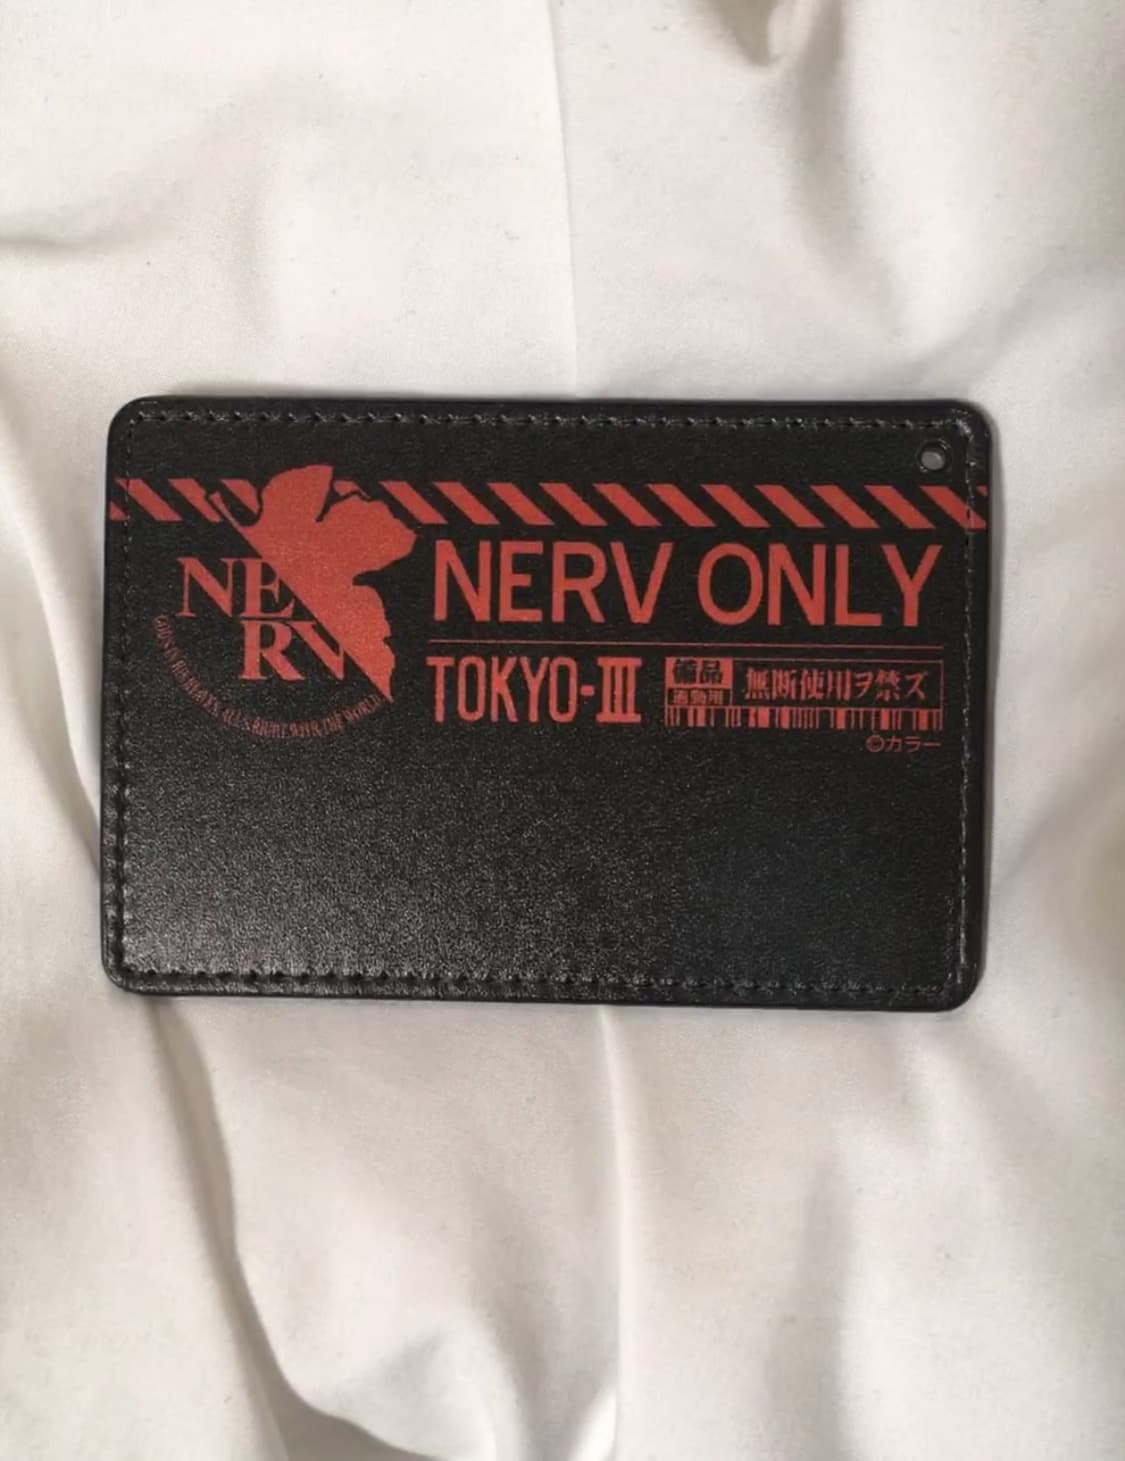 NERV
GOD'S IN HIS HEAVEN. ALL'S RIGHT WITH THE WORLD.
NERV ONLY
TOKYO-III
備品
通勤用
無断使用ヲ禁ズ
©カラー